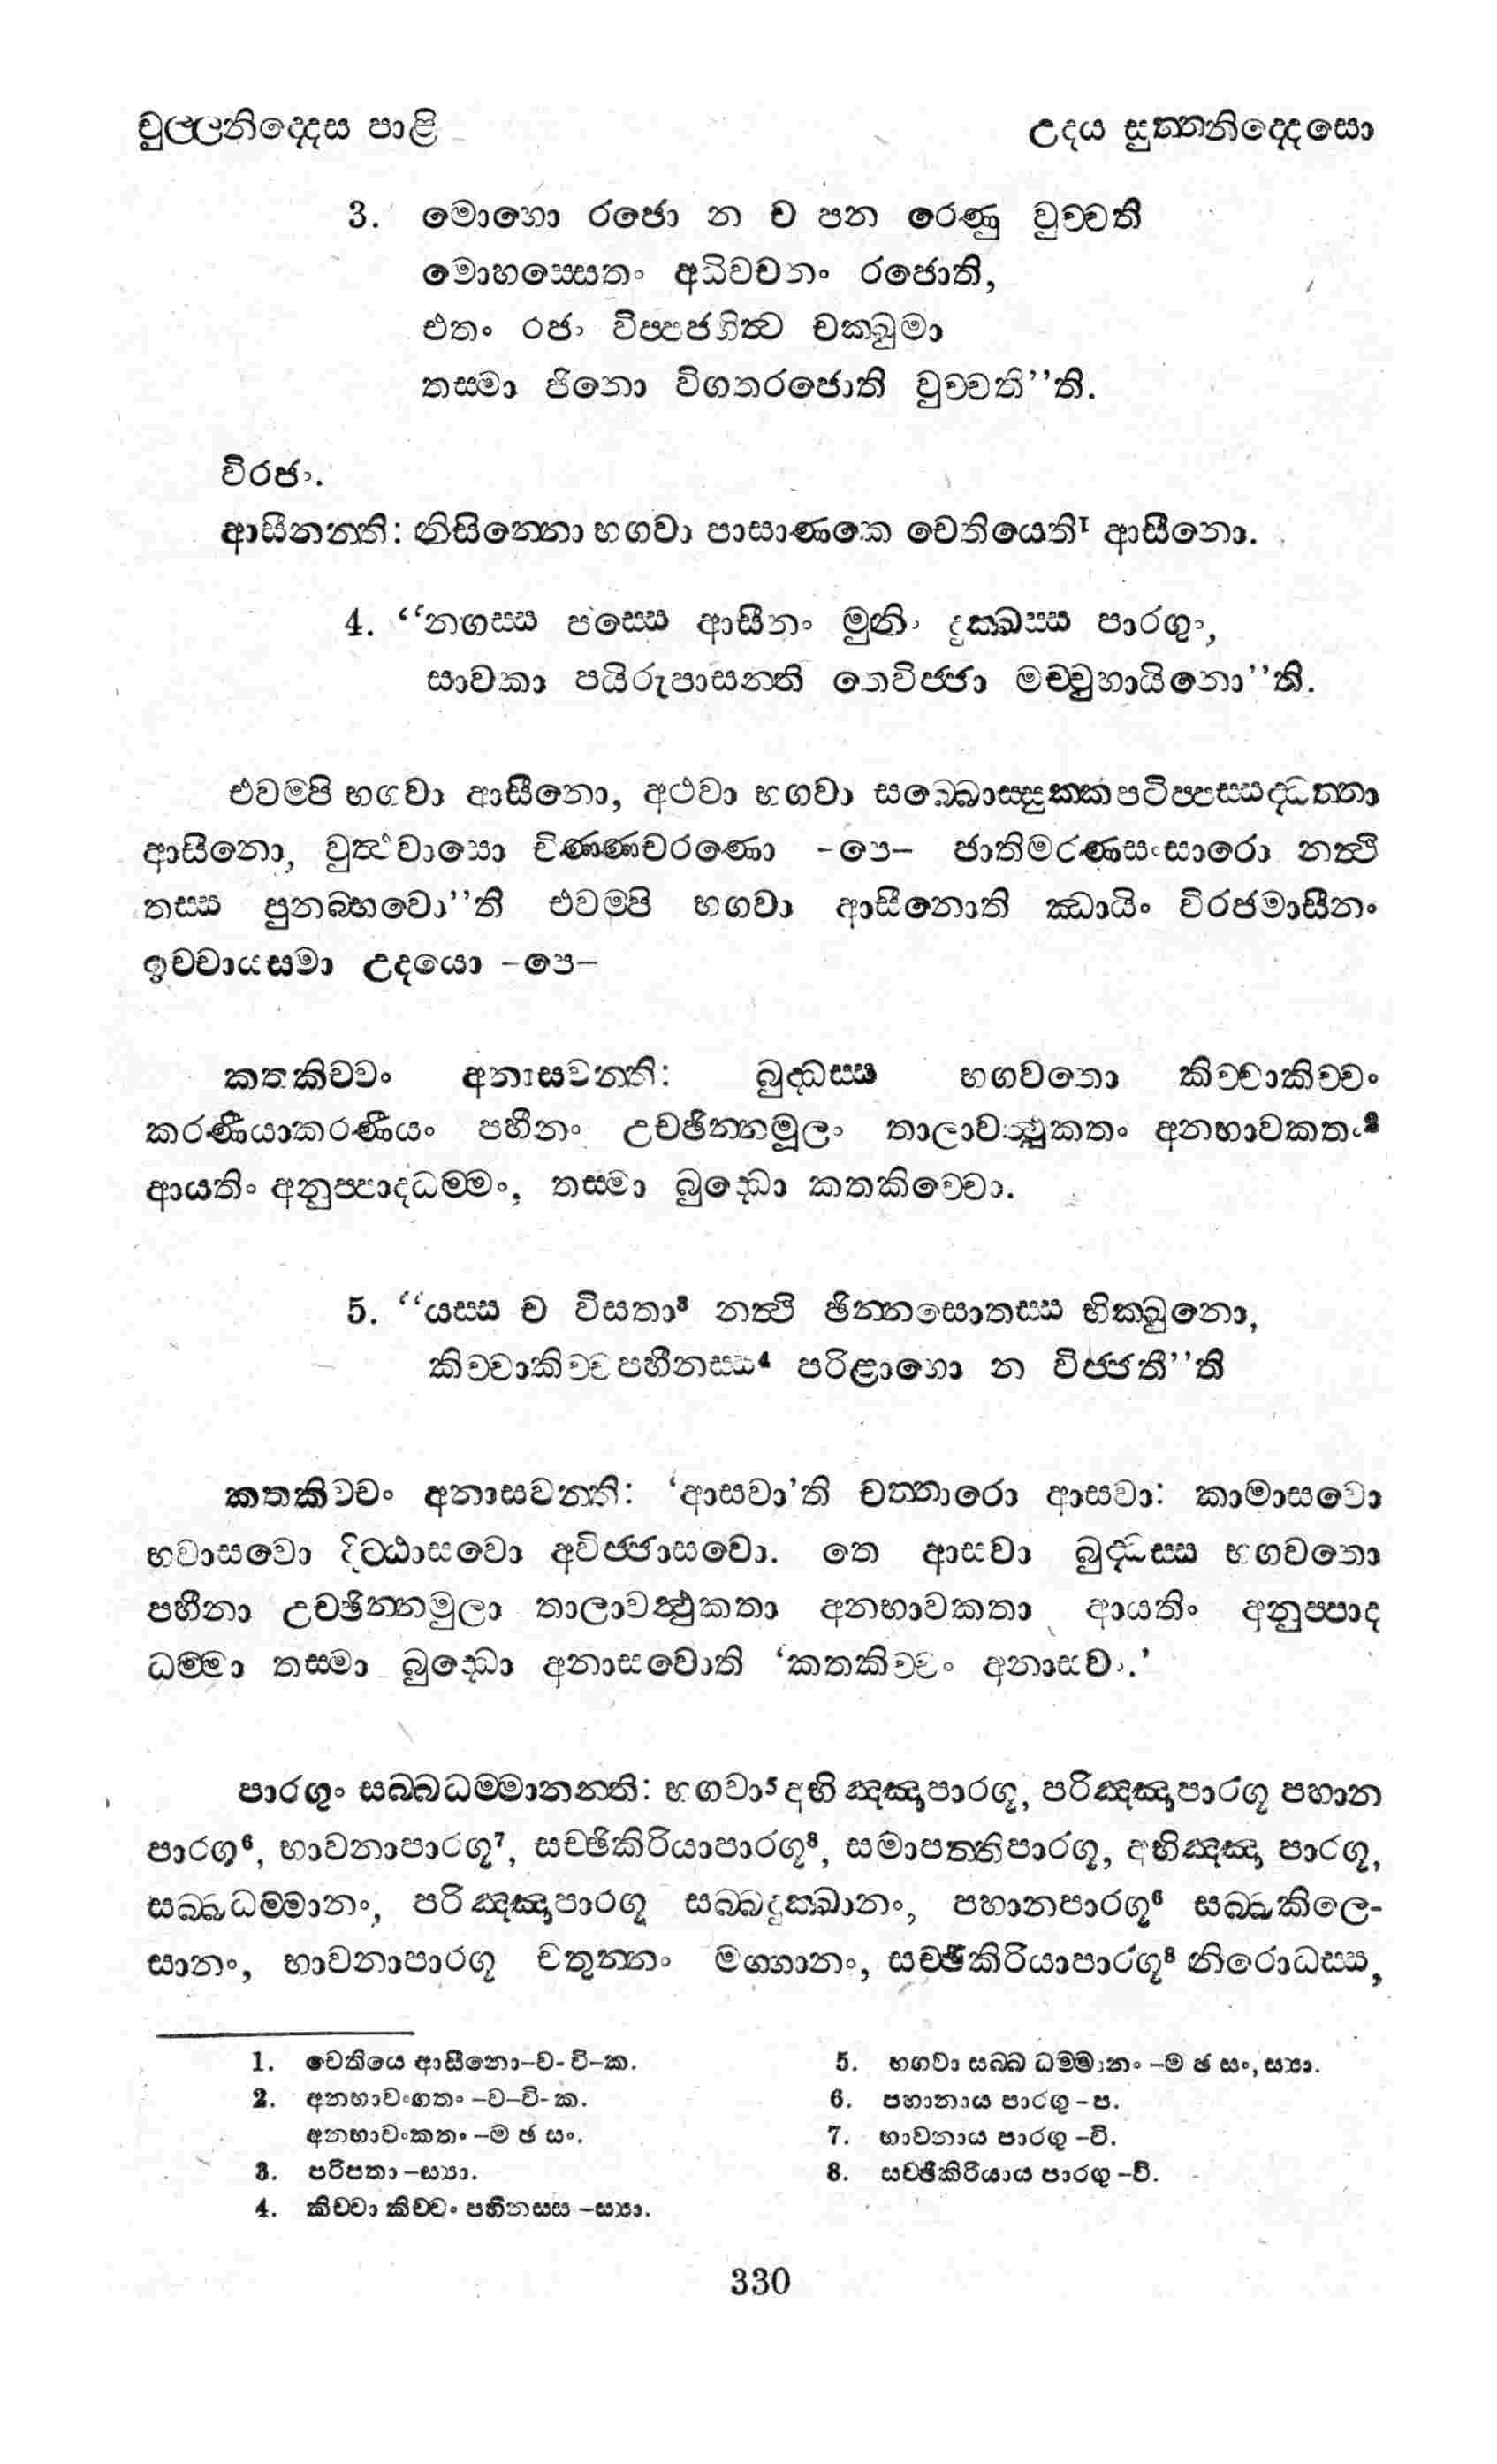 චුල්ලනිද්දෙස පාළි
උදය සුත්තනිද්දෙසො
3. මොහො රජො න ච පන රෙණු වුච්චති
මොහස්සෙතං අධිවචනං රජොති,
එතං රජං විප්පජහිත්ව චක්ඛුමා
තස්මා ජිනො විගතරජොති වුච්චති”ති.
විරජං.
ආසීනන්ති: නිසින්නො භගවා පාසාණකෙ චෙතියෙති1 ආසීනො.
4. “නගස්ස පස්සෙ ආසීනං මුනිං දුක්ඛස්ස පාරගුං,
සාවකා පයිරුපාසන්ති තෙවිජ්ජා මච්චුහායිනො”ති.
එවම්පි භගවා ආසීනො, අථවා භගවා සබ්බොස්සුක්කපටිප්පස්සද්ධත්තා
ආසීනො, වුත්ථවාසො චිණ්ණචරණො -පෙ- ජාතිමරණසංසාරො නත්ථි
තස්ස පුනබ්භවො”ති එවම්පි භගවා ආසීනොති ඣායිං විරජමාසීනං
ඉච්චායස්මා උදයො -පෙ-
කතකිච්චං අනාසවන්ති: බුද්ධස්ස භගවතො කිච්චාකිච්චං
කරණීයාකරණීයං පහීනං උච්ඡින්නමූලං තාලාවත්ථුකතං අනභාවකතං2
ආයතිං අනුප්පාදධම්මං, තස්මා බුද්ධො කතකිච්චො.
5. “යස්ස ච විසතා3 නත්ථි ඡින්නසොතස්ස භික්ඛුනො,
කිච්චාකිච්චපහීනස්ස4 පරිළාහො න විජ්ජතී”ති
කතකිච්චං අනාසවන්ති: ‘ආසවා’ති චත්තාරො ආසවා: කාමාසවො
භවාසවො දිට්ඨාසවො අවිජ්ජාසවො. තෙ ආසවා බුද්ධස්ස භගවතො
පහීනා උච්ඡින්නමුලා තාලාවත්ථුකතා අනභාවකතා ආයතිං අනුප්පාද
ධම්මා තස්මා බුද්ධො අනාසවොති ‘කතකිච්චං අනාසවං.’
පාරගුං සබ්බධම්මානන්ති: භගවා5 අභිඤ්ඤාපාරගූ, පරිඤ්ඤාපාරගූ පහාන
පාරගූ6, භාවනාපාරගූ7, සච්ඡිකිරියාපාරගූ8, සමාපත්තිපාරගූ, අභිඤ්ඤා පාරගූ,
සබ්බධම්මානං, පරිඤ්ඤාපාරගූ සබ්බදුක්ඛානං, පහානපාරගූ6 සබ්බකිලෙ-
සානං, භාවනාපාරගූ චතුන්නං මග්ගානං, සච්ඡිකිරියාපාරගූ8 නිරොධස්ස,
1. චෙතියෙ ආසීනො-ව-වි-ක.
2. අනභාවංගතං -ව-වි-ක.
අනභාවංකතං -ම ඡ සං.
3. පරිපතා -ස්‍යා.
4. කිච්චා කිච්චං පහීනස්ස -ස්‍යා.
5. භගවා සබ්බ ධම්මානං -ම ඡ සං, ස්‍යා.
6. පහානාය පාරගු -ප.
7. භාවනාය පාරගු -වි.
8. සච්ඡීකිරියාය පාරගු -වි.
330